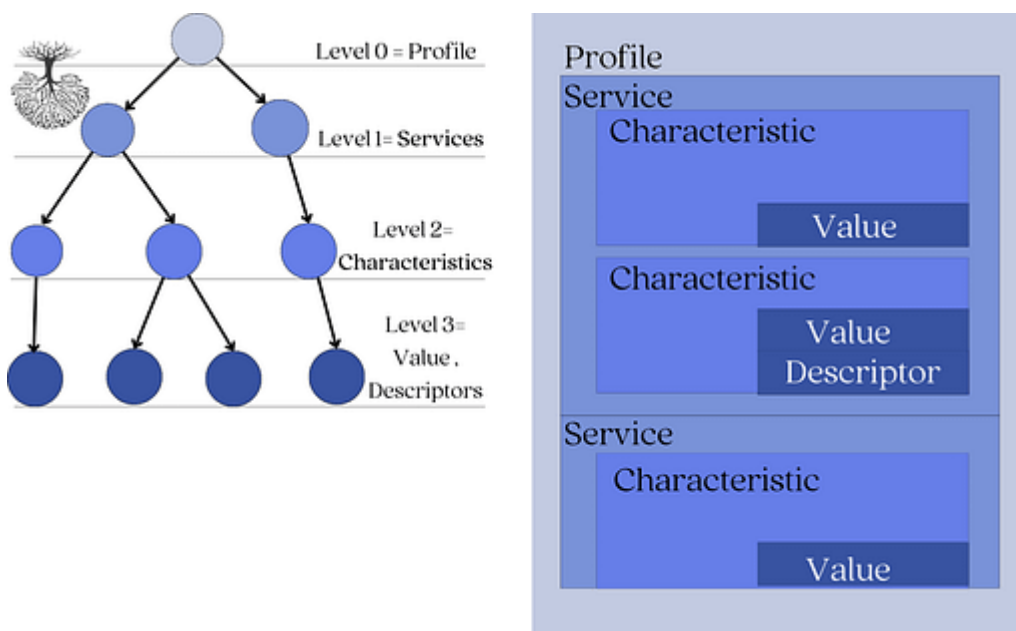 Level 0 = Profile
Level 1= Services
Level 2=
Characteristics
Level 3=
Value ,
Descriptors
Profile
Service
Characteristic
Value
Characteristic
Value
Descriptor
Service
Characteristic
Value